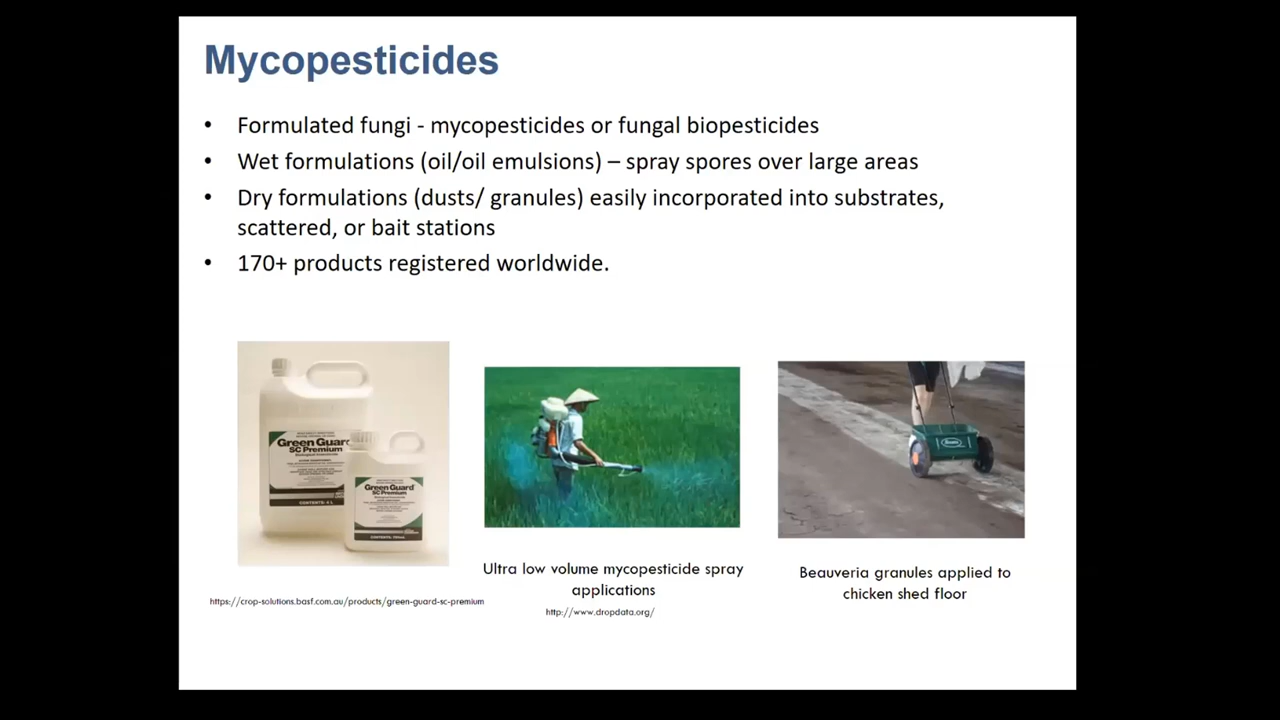 Mycopesticides
• Formulated fungi - mycopesticides or fungal biopesticides
• Wet formulations (oil/oil emulsions) – spray spores over large areas
• Dry formulations (dusts/ granules) easily incorporated into substrates,
scattered, or bait stations
• 170+ products registered worldwide.
Green Guard
SC Premium
CONTENTS: 4 L
Green Guard
SC Premium
Ultra low volume mycopesticide spray
applications
http://www.dropdata.org/
Beauveria granules applied to
chicken shed floor
https://crop-solutions.basf.com.au/products/green-guard-sc-premium